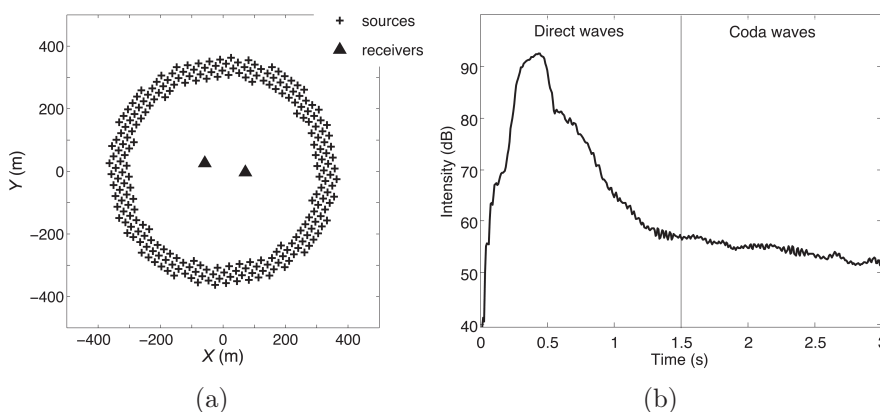 + sources
▲ receivers
400
200
0
−200
−400
Y (m)
−400 −200 0 200 400
X (m)
(a)
Direct waves Coda waves
90
80
70
60
50
40
Intensity (dB)
0 0.5 1 1.5 2 2.5 3
Time (s)
(b)